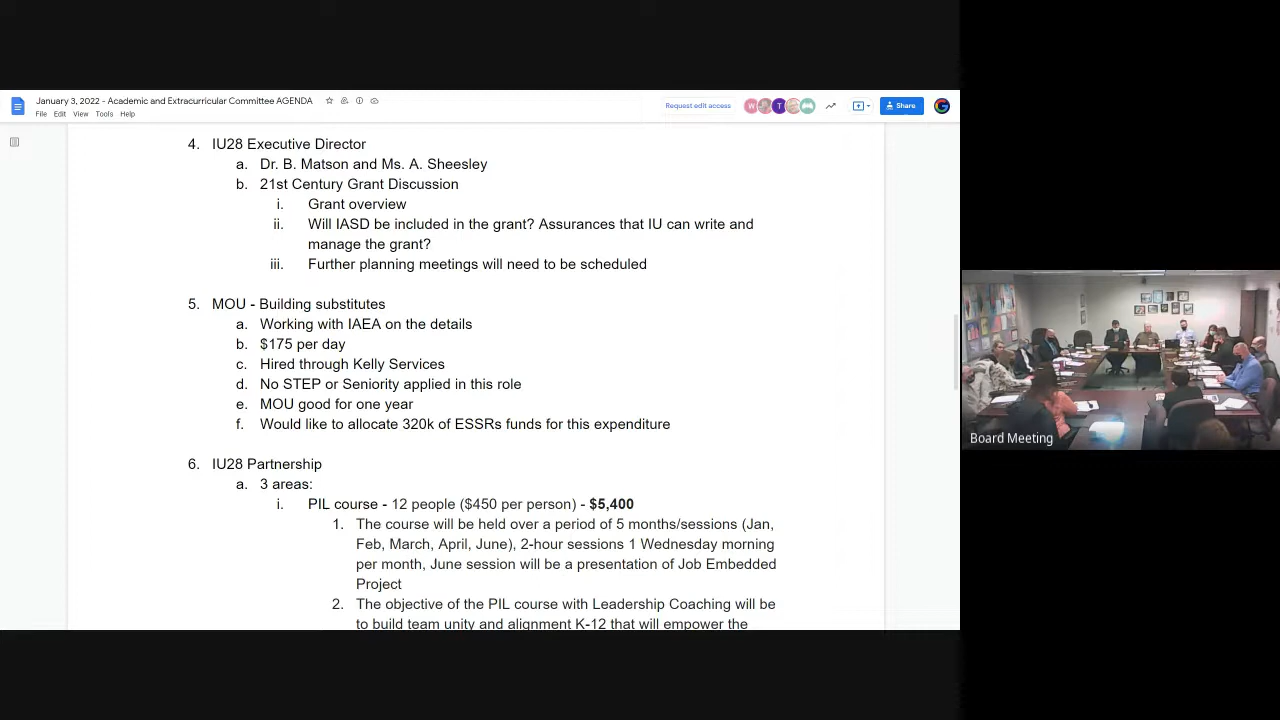 January 3, 2022 - Academic and Extracurricular Committee AGENDA
File Edit View Tools Help
Request edit access
W
T
Share
4. IU28 Executive Director
a. Dr. B. Matson and Ms. A. Sheesley
b. 21st Century Grant Discussion
i. Grant overview
ii. Will IASD be included in the grant? Assurances that IU can write and
manage the grant?
iii. Further planning meetings will need to be scheduled
5. MOU - Building substitutes
a. Working with IAEA on the details
b. $175 per day
c. Hired through Kelly Services
d. No STEP or Seniority applied in this role
e. MOU good for one year
f. Would like to allocate 320k of ESSRs funds for this expenditure
6. IU28 Partnership
a. 3 areas:
i. PIL course - 12 people ($450 per person) - $5,400
1. The course will be held over a period of 5 months/sessions (Jan,
Feb, March, April, June), 2-hour sessions 1 Wednesday morning
per month, June session will be a presentation of Job Embedded
Project
2. The objective of the PIL course with Leadership Coaching will be
to build team unity and alignment K-12 that will empower the
Board Meeting